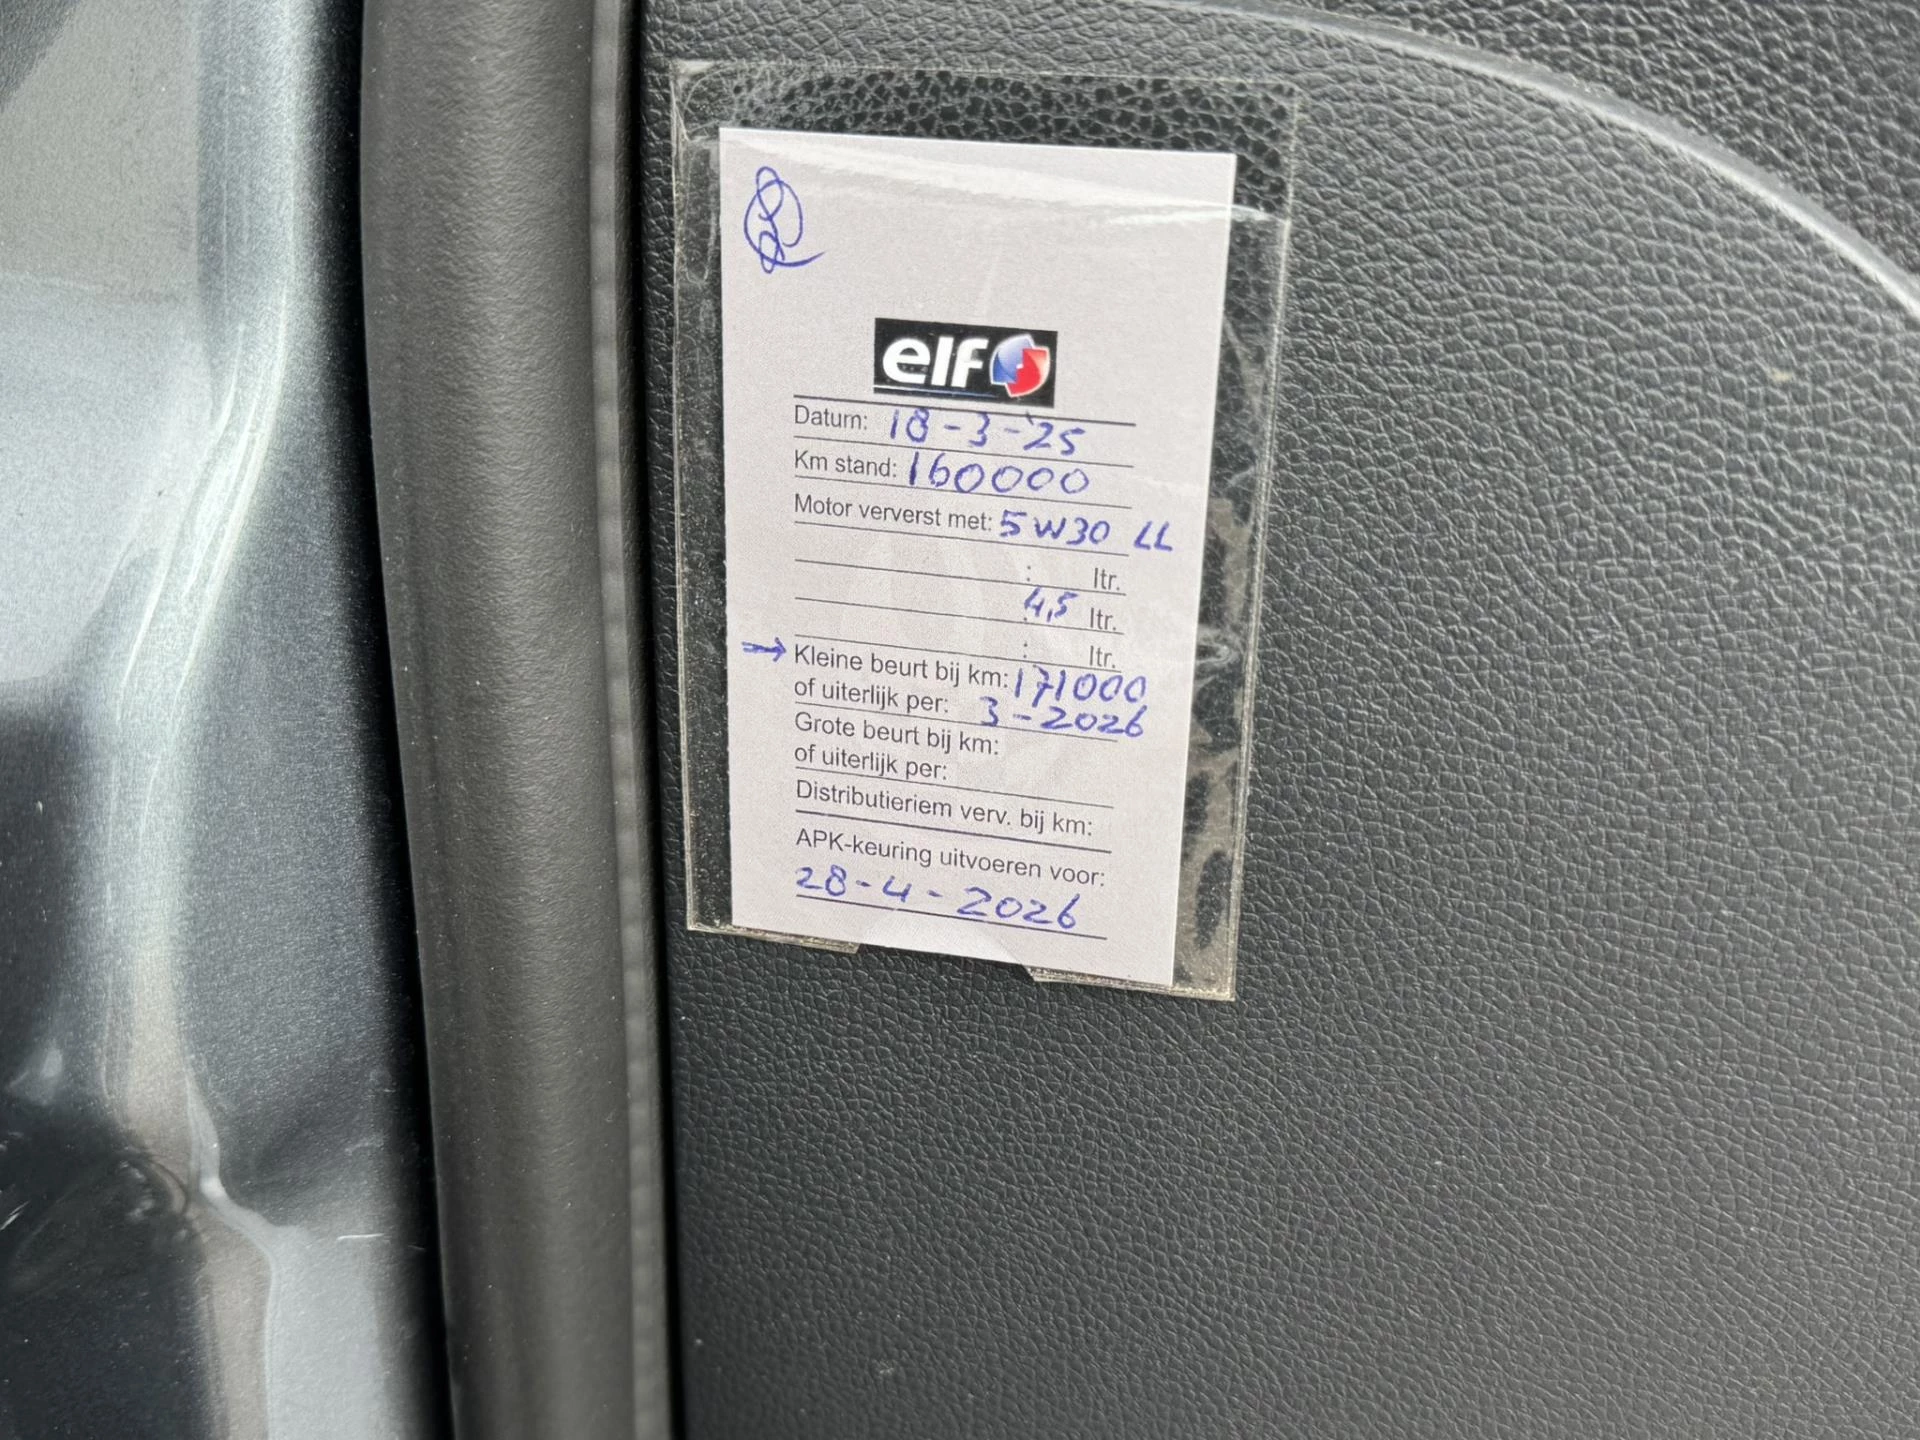 elf
Datum: 18-3-'25
Km stand: 160000
Motor ververst met: 5W30 LL
: ltr.
: 4,5 ltr.
: ltr.
→ Kleine beurt bij km: 171000
of uiterlijk per: 3-2026
Grote beurt bij km:
of uiterlijk per:
Distributieriem verv. bij km:
APK-keuring uitvoeren voor:
28-4-2026